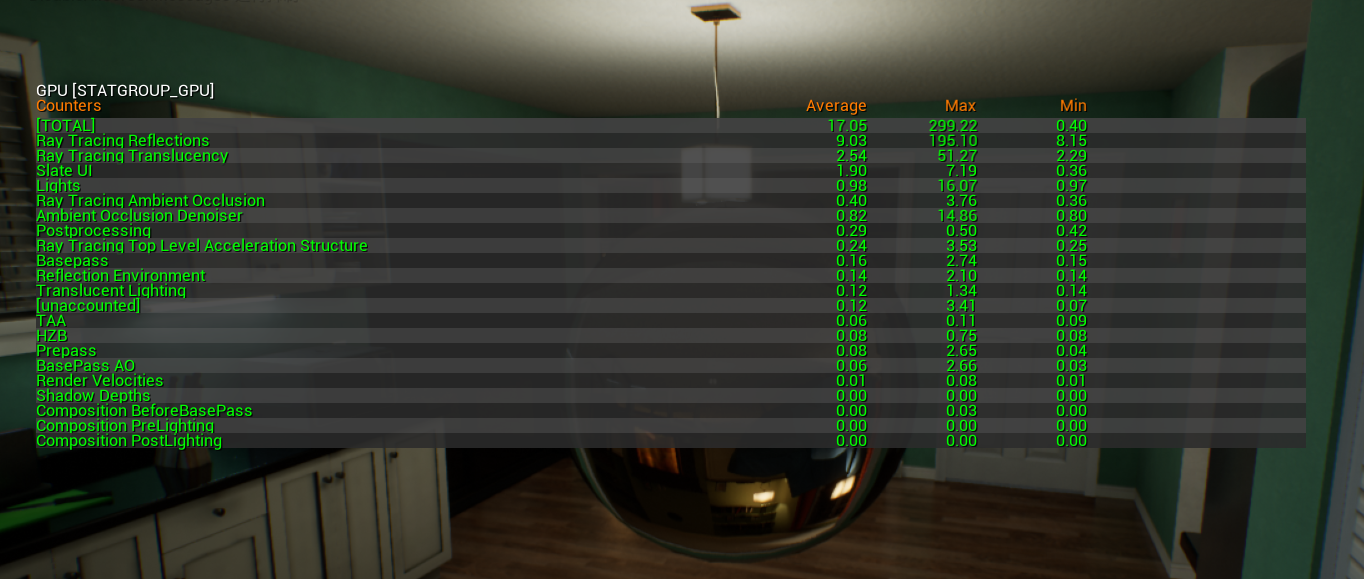 GPU [STATGROUP_GPU]
Counters Average Max Min
[TOTAL] 17.05 299.22 0.40
Ray Tracing Reflections 9.03 195.10 8.15
Ray Tracing Translucency 2.54 51.27 2.29
Slate UI 1.90 7.19 0.36
Lights 0.98 16.07 0.97
Ray Tracing Ambient Occlusion 0.40 3.76 0.36
Ambient Occlusion Denoiser 0.82 14.86 0.80
Postprocessing 0.29 0.50 0.42
Ray Tracing Top Level Acceleration Structure 0.24 3.53 0.25
Basepass 0.16 2.74 0.15
Reflection Environment 0.14 2.10 0.14
Translucent Lighting 0.12 1.34 0.14
[unaccounted] 0.12 3.41 0.07
TAA 0.06 0.11 0.09
HZB 0.08 0.75 0.08
Prepass 0.08 2.65 0.04
BasePass AO 0.06 2.66 0.03
Render Velocities 0.01 0.08 0.01
Shadow Depths 0.00 0.00 0.00
Composition BeforeBasePass 0.00 0.03 0.00
Composition PreLighting 0.00 0.00 0.00
Composition PostLighting 0.00 0.00 0.00